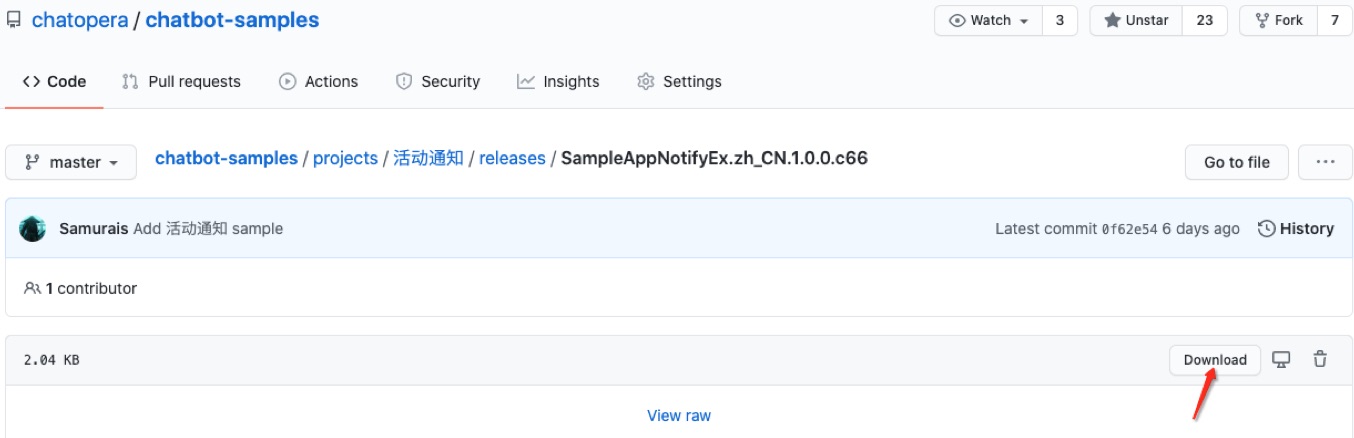 chatopera / chatbot-samples
Watch 3 Unstar 23 Fork 7
Code Pull requests Actions Security Insights Settings
master chatbot-samples / projects / 活动通知 / releases / SampleAppNotifyEx.zh_CN.1.0.0.c66 Go to file ...
Samurais Add 活动通知 sample Latest commit 0f62e54 6 days ago History
1 contributor
2.04 KB Download
View raw